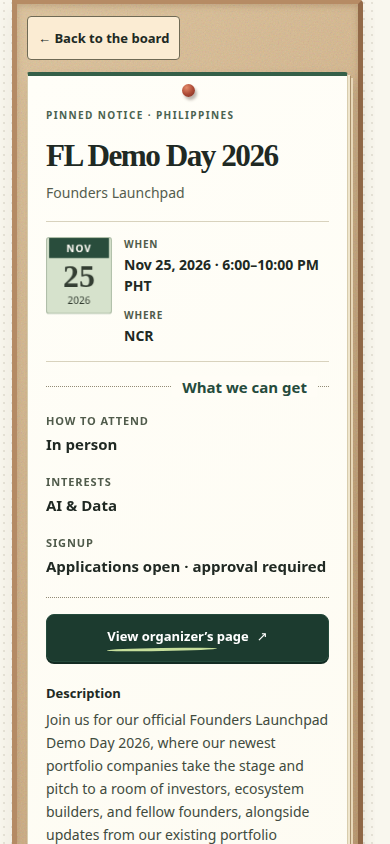 ← Back to the board
PINNED NOTICE · PHILIPPINES
FL Demo Day 2026
Founders Launchpad
NOV
25
2026
WHEN
Nov 25, 2026 · 6:00–10:00 PM
PHT
WHERE
NCR
What we can get
HOW TO ATTEND
In person
INTERESTS
AI & Data
SIGNUP
Applications open · approval required
View organizer’s page ↗
Description
Join us for our official Founders Launchpad
Demo Day 2026, where our newest
portfolio companies take the stage and
pitch to a room of investors, ecosystem
builders, and fellow founders, alongside
updates from our existing portfolio